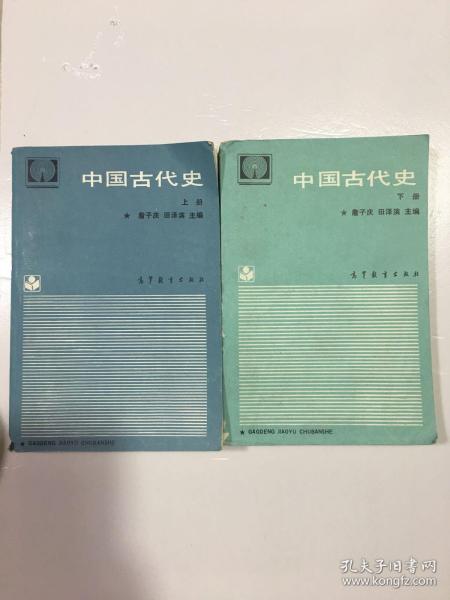 中国古代史
上册
★ 詹子庆 田泽滨 主编
高等教育出版社
★ GAODENG JIAOYU CHUBANSHE
中国古代史
下册
★ 詹子庆 田泽滨 主编
高等教育出版社
★ GAODENG JIAOYU CHUBANSHE
孔夫子旧书网
www.kongfz.com